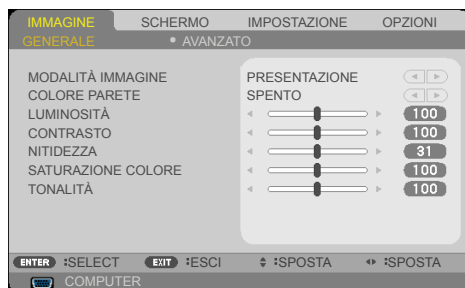 IMMAGINE SCHERMO IMPOSTAZIONE OPZIONI
GENERALE • AVANZATO
MODALITÀ IMMAGINE PRESENTAZIONE
COLORE PARETE SPENTO
LUMINOSITÀ 100
CONTRASTO 100
NITIDEZZA 31
SATURAZIONE COLORE 100
TONALITÀ 100
ENTER :SELECT EXIT :ESCI :SPOSTA :SPOSTA
COMPUTER